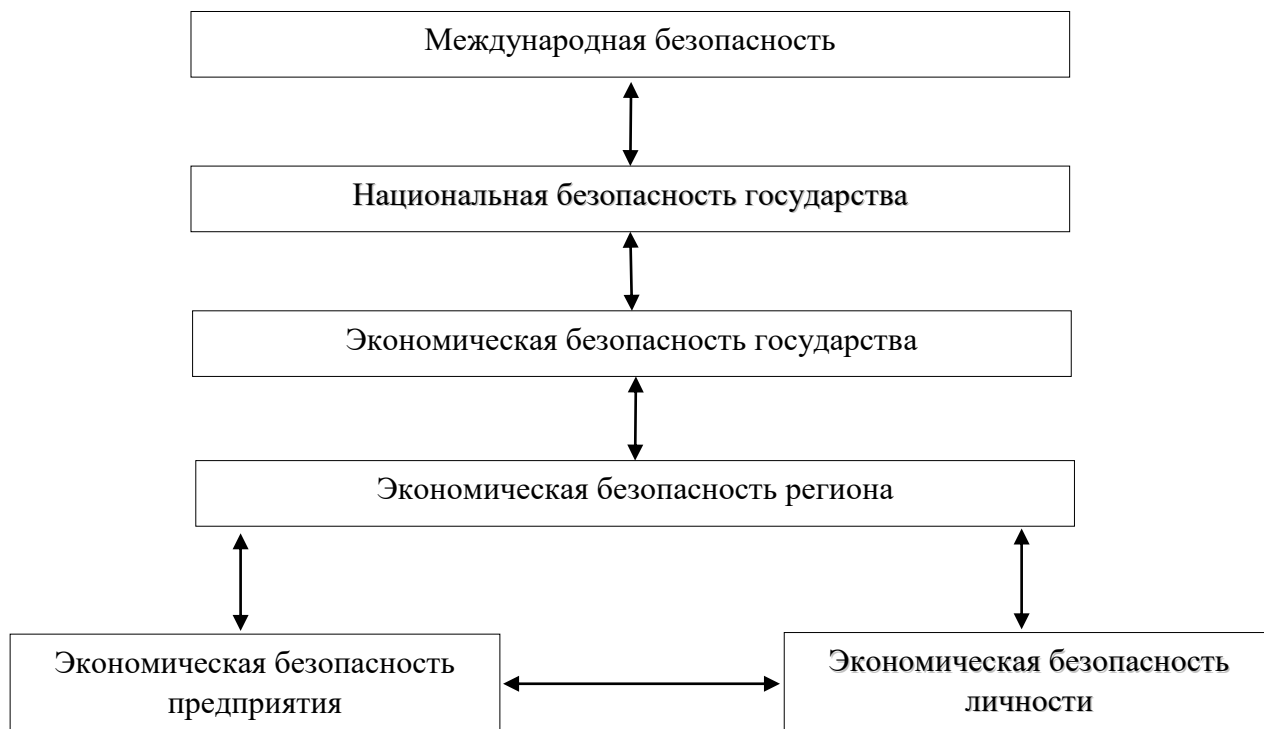 Международная безопасность
Национальная безопасность государства
Экономическая безопасность государства
Экономическая безопасность региона
Экономическая безопасность
предприятия
Экономическая безопасность
личности